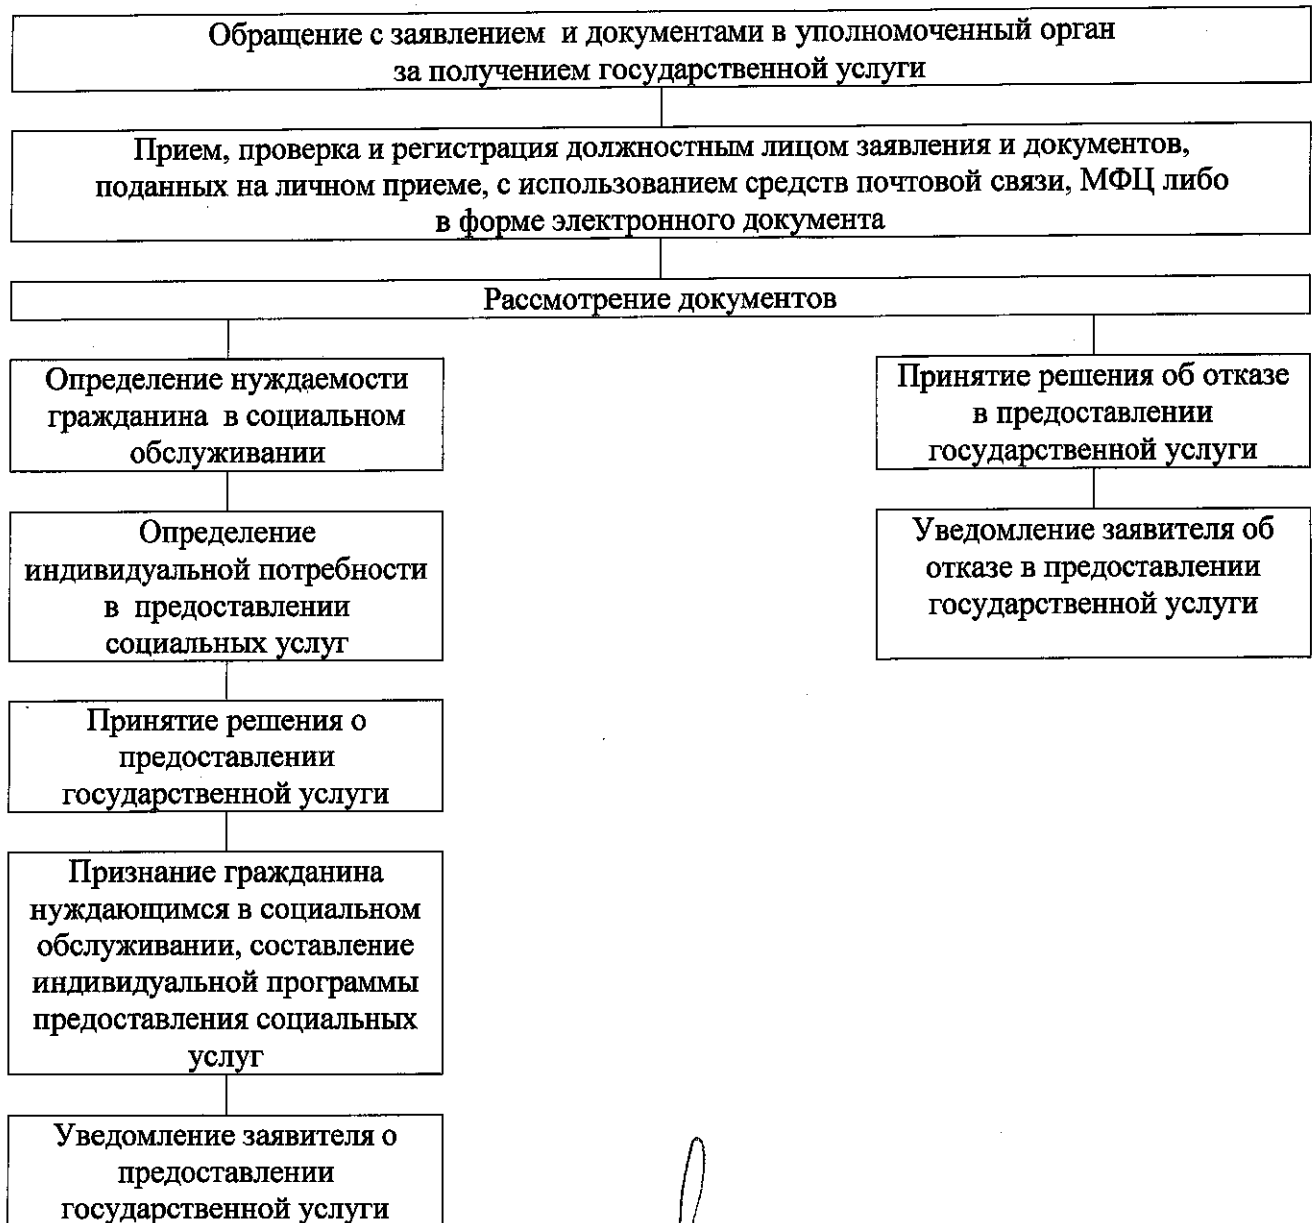 Обращение с заявлением и документами в уполномоченный орган
за получением государственной услуги
Прием, проверка и регистрация должностным лицом заявления и документов,
поданных на личном приеме, с использованием средств почтовой связи, МФЦ либо
в форме электронного документа
Рассмотрение документов
Определение нуждаемости
гражданина в социальном
обслуживании
Определение
индивидуальной потребности
в предоставлении
социальных услуг
Принятие решения о
предоставлении
государственной услуги
Признание гражданина
нуждающимся в социальном
обслуживании, составление
индивидуальной программы
предоставления социальных
услуг
Уведомление заявителя о
предоставлении
государственной услуги
Принятие решения об отказе
в предоставлении
государственной услуги
Уведомление заявителя об
отказе в предоставлении
государственной услуги